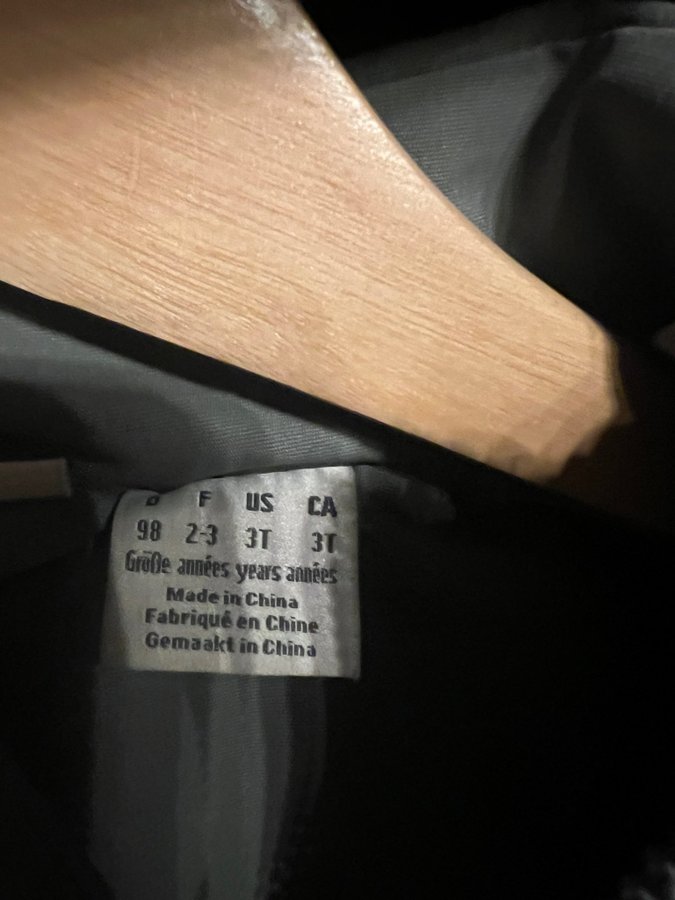 D F US CA
98 2-3 3T 3T
Größe années years années
Made in China
Fabriqué en Chine
Gemaakt in China